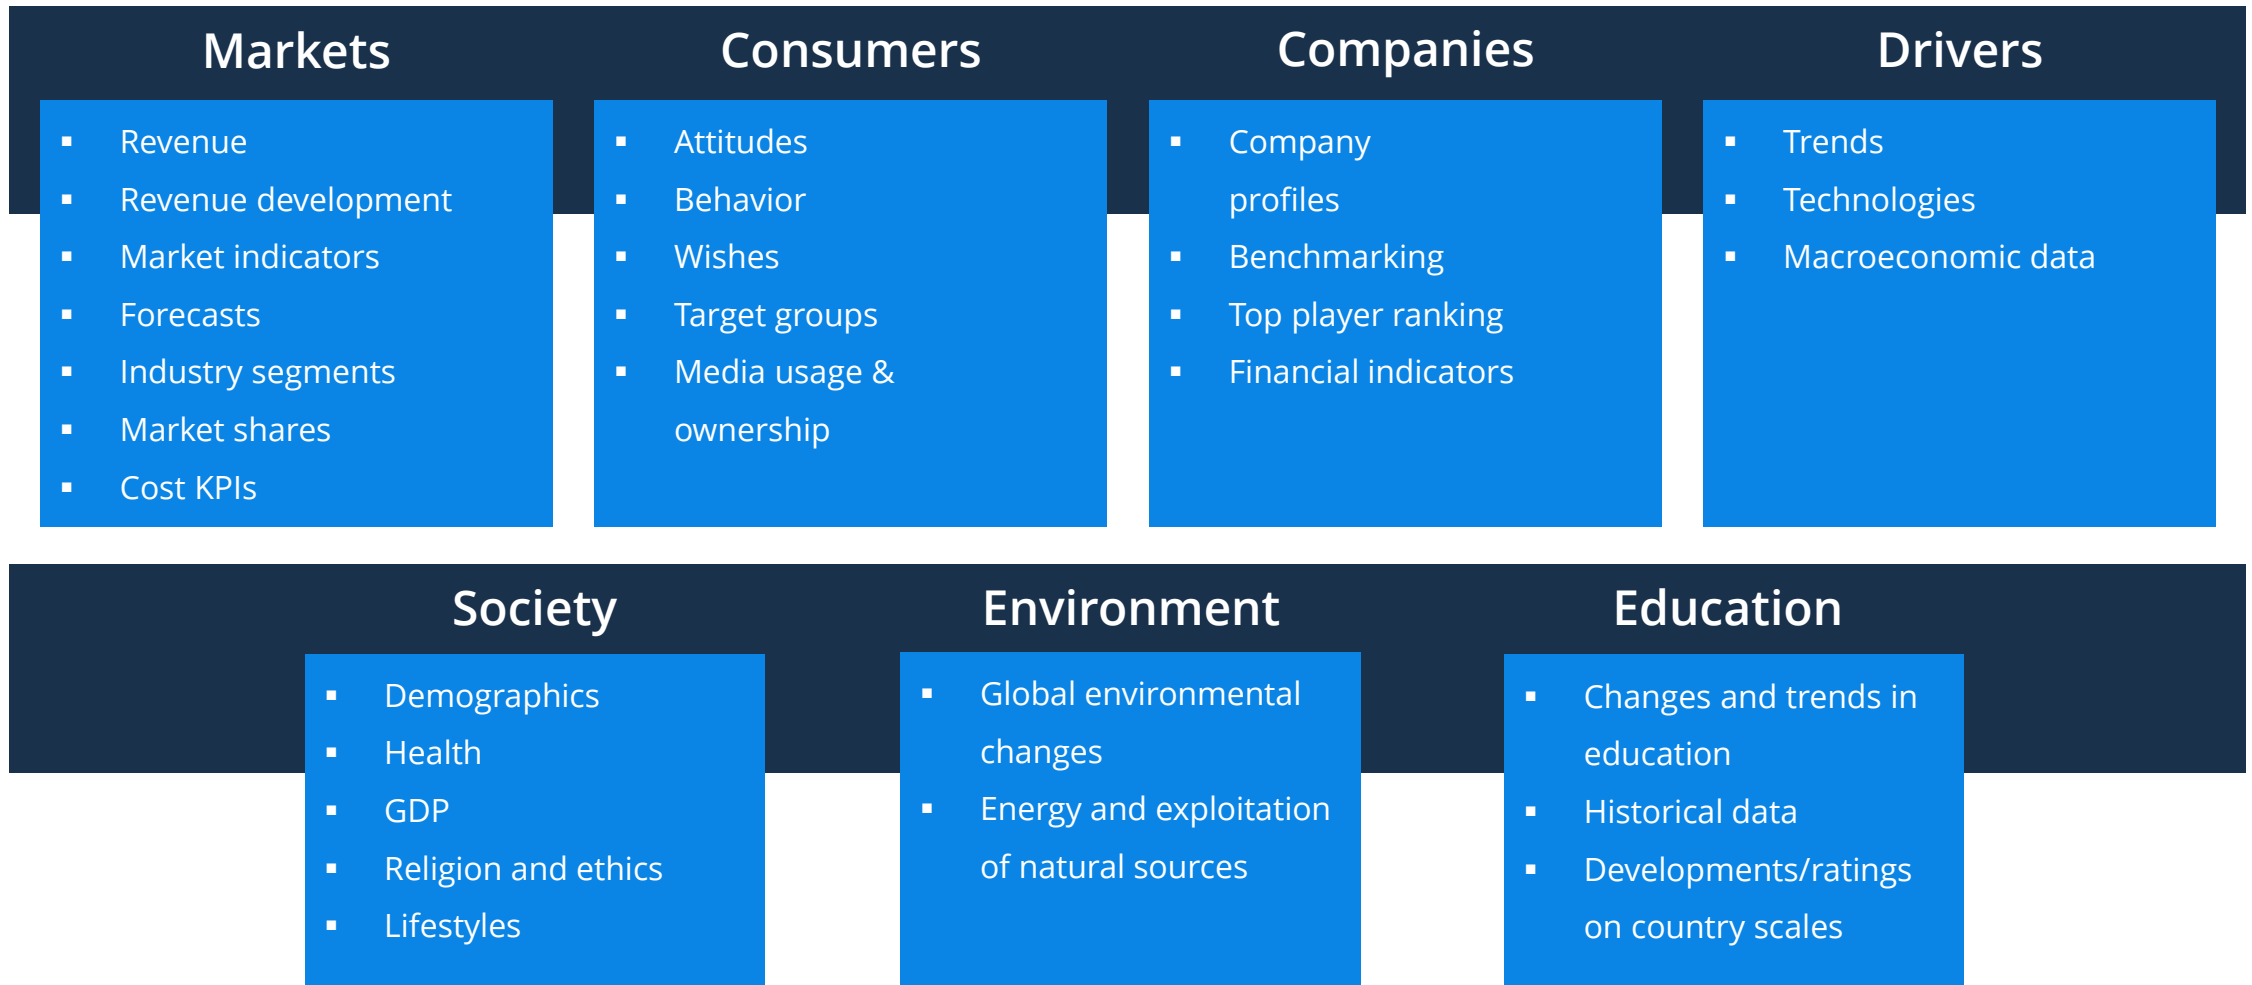 Markets
Revenue
Revenue development
Market indicators
Forecasts
Industry segments
Market shares
Cost KPIs
Consumers
Attitudes
Behavior
Wishes
Target groups
Media usage &
ownership
Companies
Company
profiles
Benchmarking
Top player ranking
Financial indicators
Drivers
Trends
Technologies
Macroeconomic data
Society
Demographics
Health
GDP
Religion and ethics
Lifestyles
Environment
Global environmental
changes
Energy and exploitation
of natural sources
Education
Changes and trends in
education
Historical data
Developments/ratings
on country scales